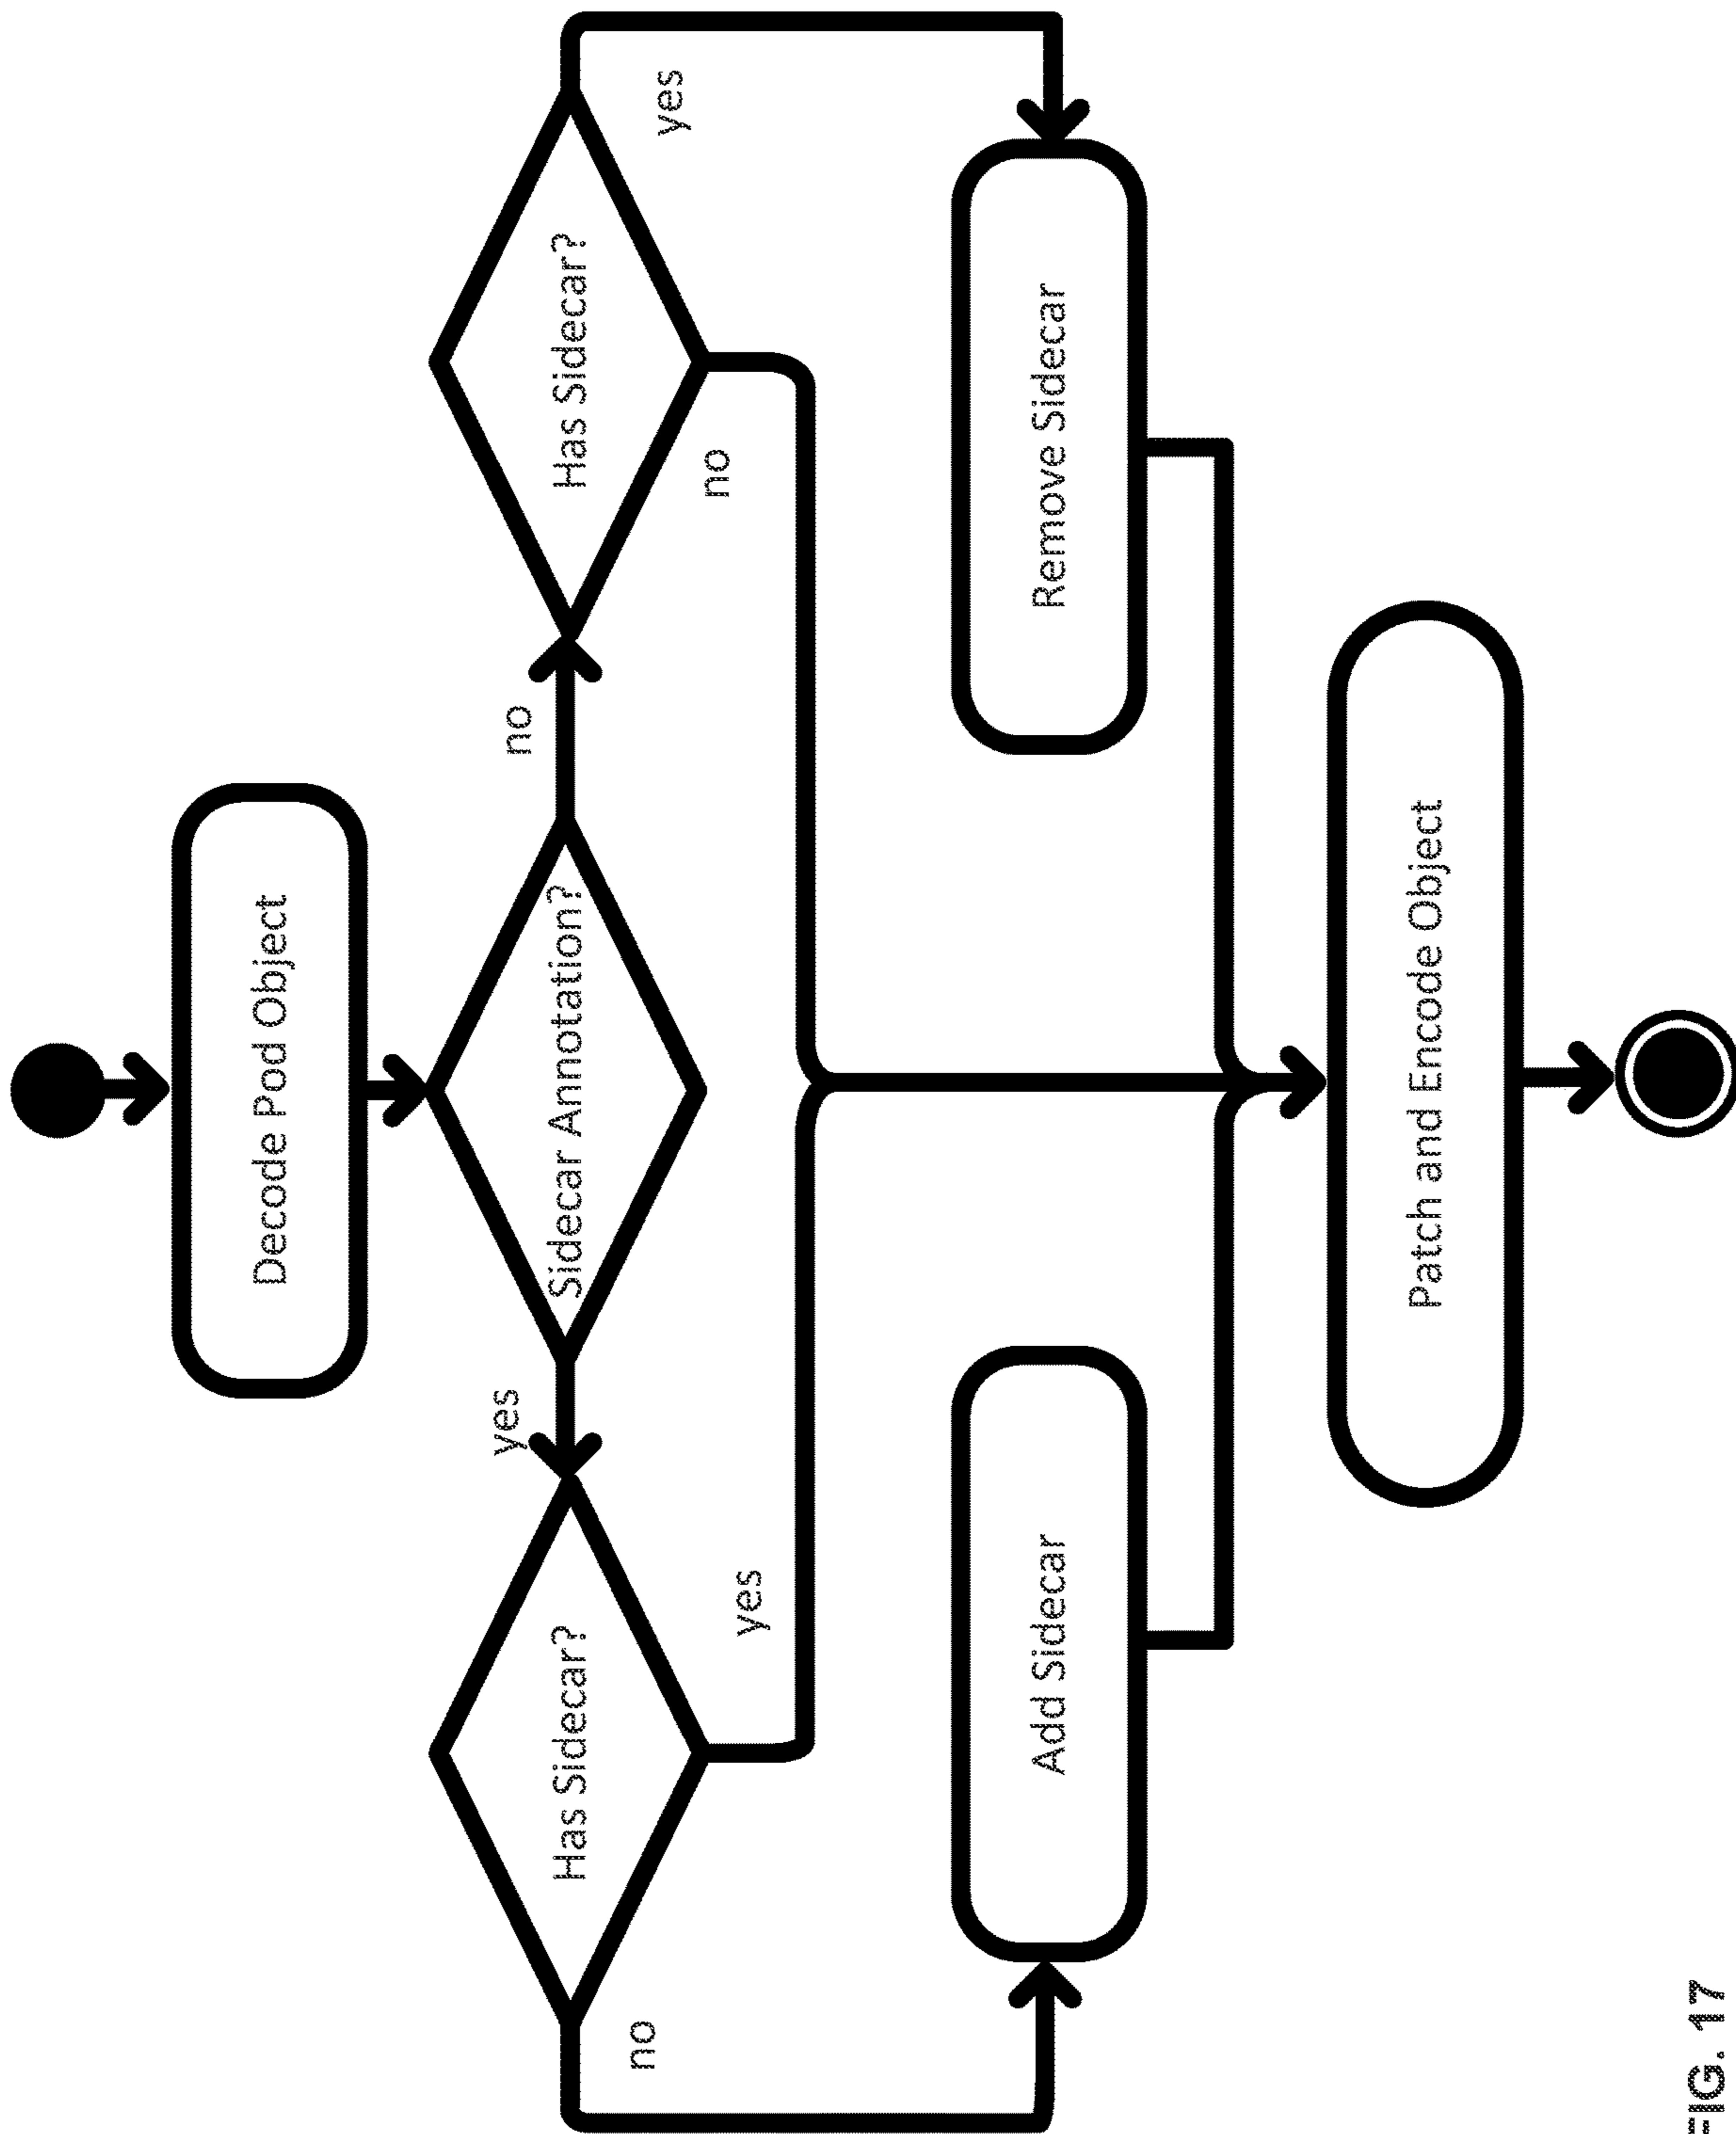 Decode Pod Object
yes
Sidecar Annotation?
no
Has Sidecar?
Has Sidecar?
no
yes
no
yes
Add Sidecar
Remove Sidecar
Patch and Encode Object
FIG. 17